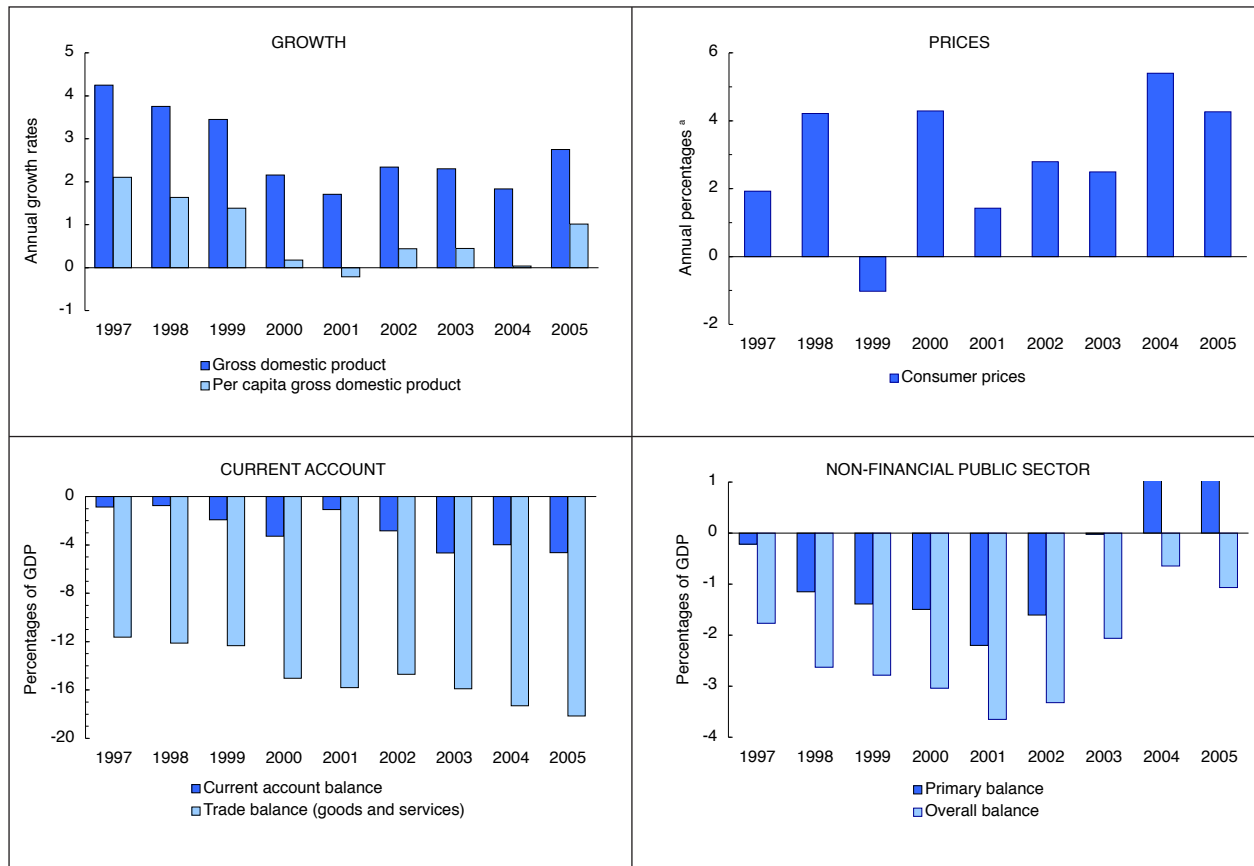 GROWTH
Annual growth rates
5
4
3
2
1
0
-1
1997 1998 1999 2000 2001 2002 2003 2004 2005
Gross domestic product
Per capita gross domestic product
PRICES
Annual percentages a
6
4
2
0
-2
1997 1998 1999 2000 2001 2002 2003 2004 2005
Consumer prices
CURRENT ACCOUNT
Percentages of GDP
0
-4
-8
-12
-16
-20
1997 1998 1999 2000 2001 2002 2003 2004 2005
Current account balance
Trade balance (goods and services)
NON-FINANCIAL PUBLIC SECTOR
Percentages of GDP
1
0
-1
-2
-3
-4
1997 1998 1999 2000 2001 2002 2003 2004 2005
Primary balance
Overall balance